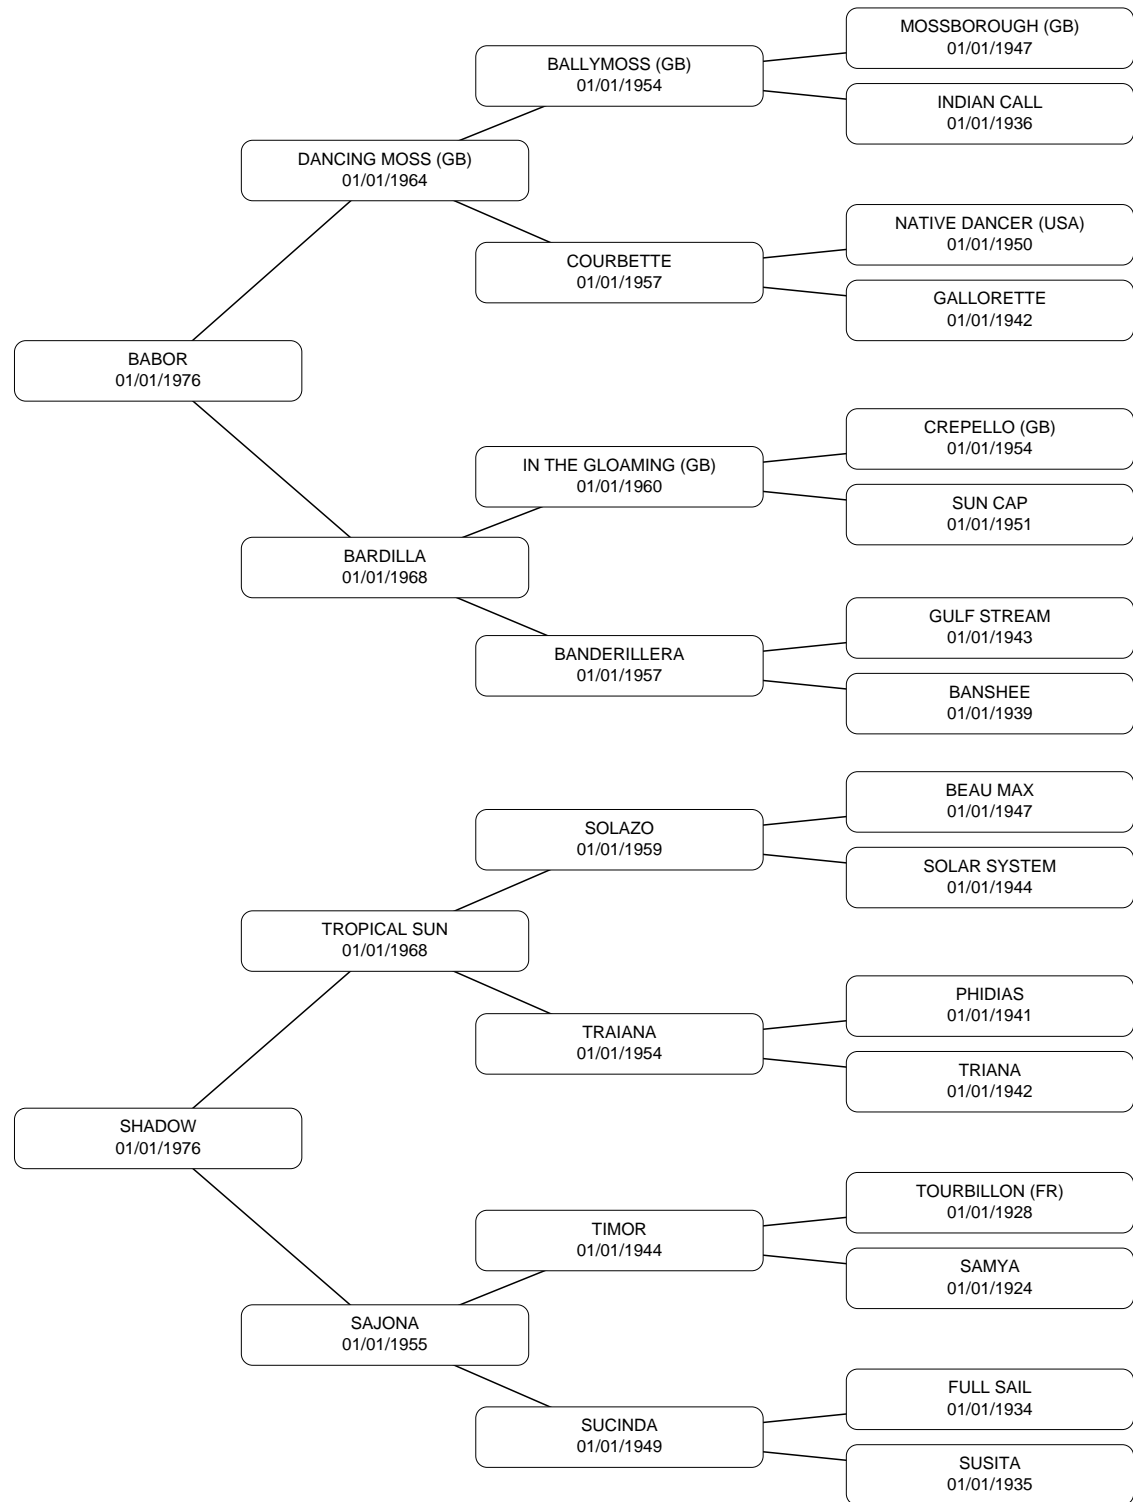 MOSSBOROUGH (GB)
01/01/1947
BALLYMOSS (GB)
01/01/1954
INDIAN CALL
01/01/1936
DANCING MOSS (GB)
01/01/1964
NATIVE DANCER (USA)
01/01/1950
COURBETTE
01/01/1957
GALLORETTE
01/01/1942
BABOR
01/01/1976
CREPELLO (GB)
01/01/1954
IN THE GLOAMING (GB)
01/01/1960
SUN CAP
01/01/1951
BARDILLA
01/01/1968
GULF STREAM
01/01/1943
BANDERILLERA
01/01/1957
BANSHEE
01/01/1939
BEAU MAX
01/01/1947
SOLAZO
01/01/1959
SOLAR SYSTEM
01/01/1944
TROPICAL SUN
01/01/1968
PHIDIAS
01/01/1941
TRAIANA
01/01/1954
TRIANA
01/01/1942
SHADOW
01/01/1976
TOURBILLON (FR)
01/01/1928
TIMOR
01/01/1944
SAMYA
01/01/1924
SAJONA
01/01/1955
FULL SAIL
01/01/1934
SUCINDA
01/01/1949
SUSITA
01/01/1935